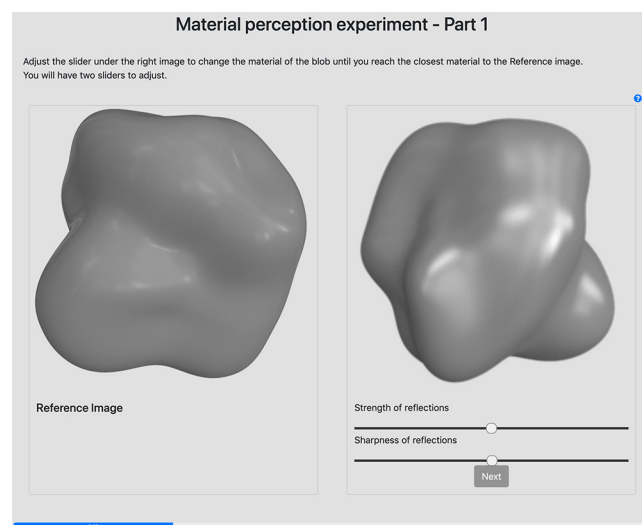 Material perception experiment - Part 1
Adjust the slider under the right image to change the material of the blob until you reach the closest material to the Reference image.
You will have two sliders to adjust.
?
Reference Image
Strength of reflections
Sharpness of reflections
Next